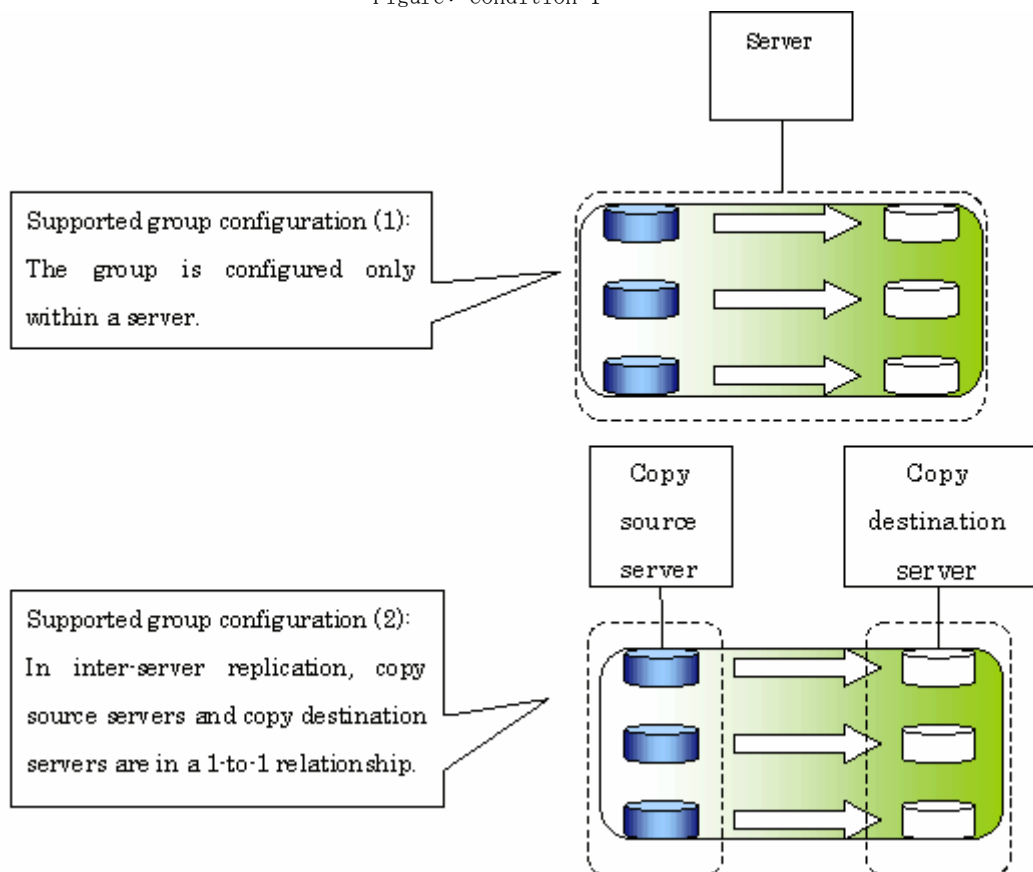 Figure: Condition 1
Server
Supported group configuration (1):
The group is configured only
within a server.
Copy
source
server
Copy
destination
server
Supported group configuration (2):
In inter-server replication, copy
source servers and copy destination
servers are in a 1-to-1 relationship.